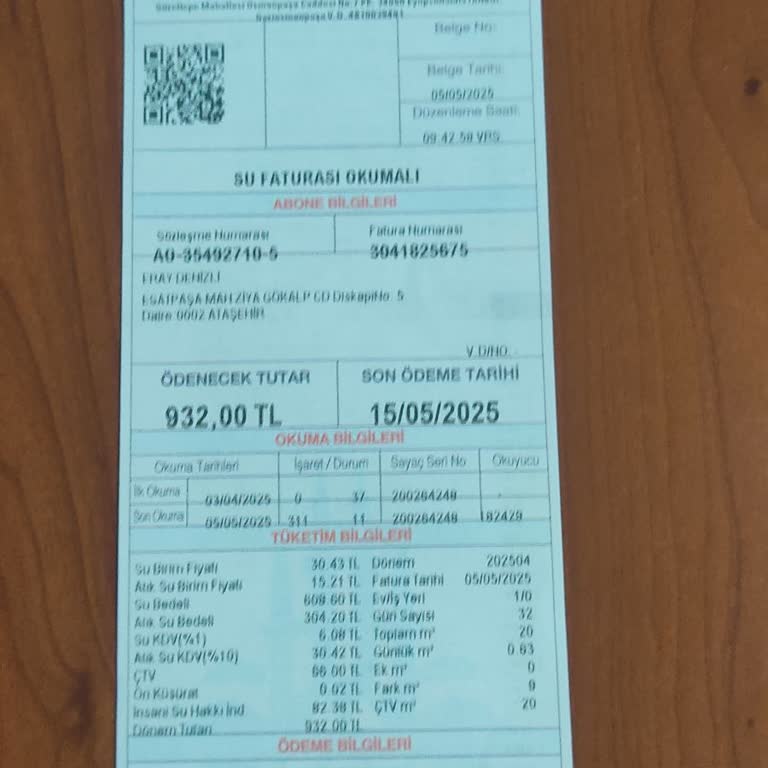 Belge No:
Belge Tarihi:
05/05/2025
Düzenleme Saati:
09:42:58 VRS
SU FATURASI OKUMALI
ABONE BİLGİLERİ
Sözleşme Numarası Fatura Numarası
AO-35492710-5 3041825675
ERAY DENİZLİ
ESATPAŞA MAH.ZİYA GÖKALP CD DışkapıNo: 5
Daire:0002 ATAŞEHİR
V.D/NO:
ÖDENECEK TUTAR SON ÖDEME TARİHİ
932,00 TL 15/05/2025
OKUMA BİLGİLERİ
Okuma Tarihleri İşaret / Durum Sayaç Seri No Okuyucu
İlk Okuma 03/04/2025 0 37 200264248
Son Okuma 05/05/2025 311 11 200264248 182429
TÜKETİM BİLGİLERİ
Su Birim Fiyatı 30.43 TL Dönem 202504
Atık Su Birim Fiyatı 15.21 TL Fatura Tarihi 05/05/2025
Su Bedeli 608.60 TL Ev/İş Yeri 1/0
Atık Su Bedeli 304.20 TL Gün Sayısı 32
Su KDV(%1) 6.08 TL Toplam m³ 20
Atık Su KDV(%10) 30.42 TL Günlük m³ 0.63
ÇTV 66.00 TL Ek m³ 0
Ön Küsurat 0.02 TL Fark m³ 9
İnsani Su Hakkı İnd. 82.38 TL ÇTV m³ 20
Dönem Tutarı 932.00 TL
ÖDEME BİLGİLERİ